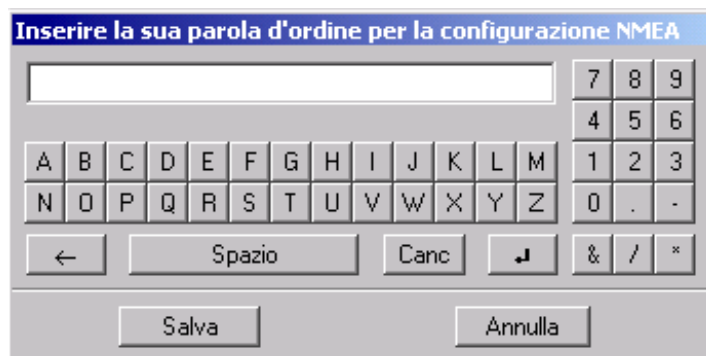 Inserire la sua parola d'ordine per la configurazione NMEA
7 8 9
4 5 6
A B C D E F G H I J K L M 1 2 3
N O P Q R S T U V W X Y Z 0 . -
← Spazio Canc ↵ & / *
Salva Annulla